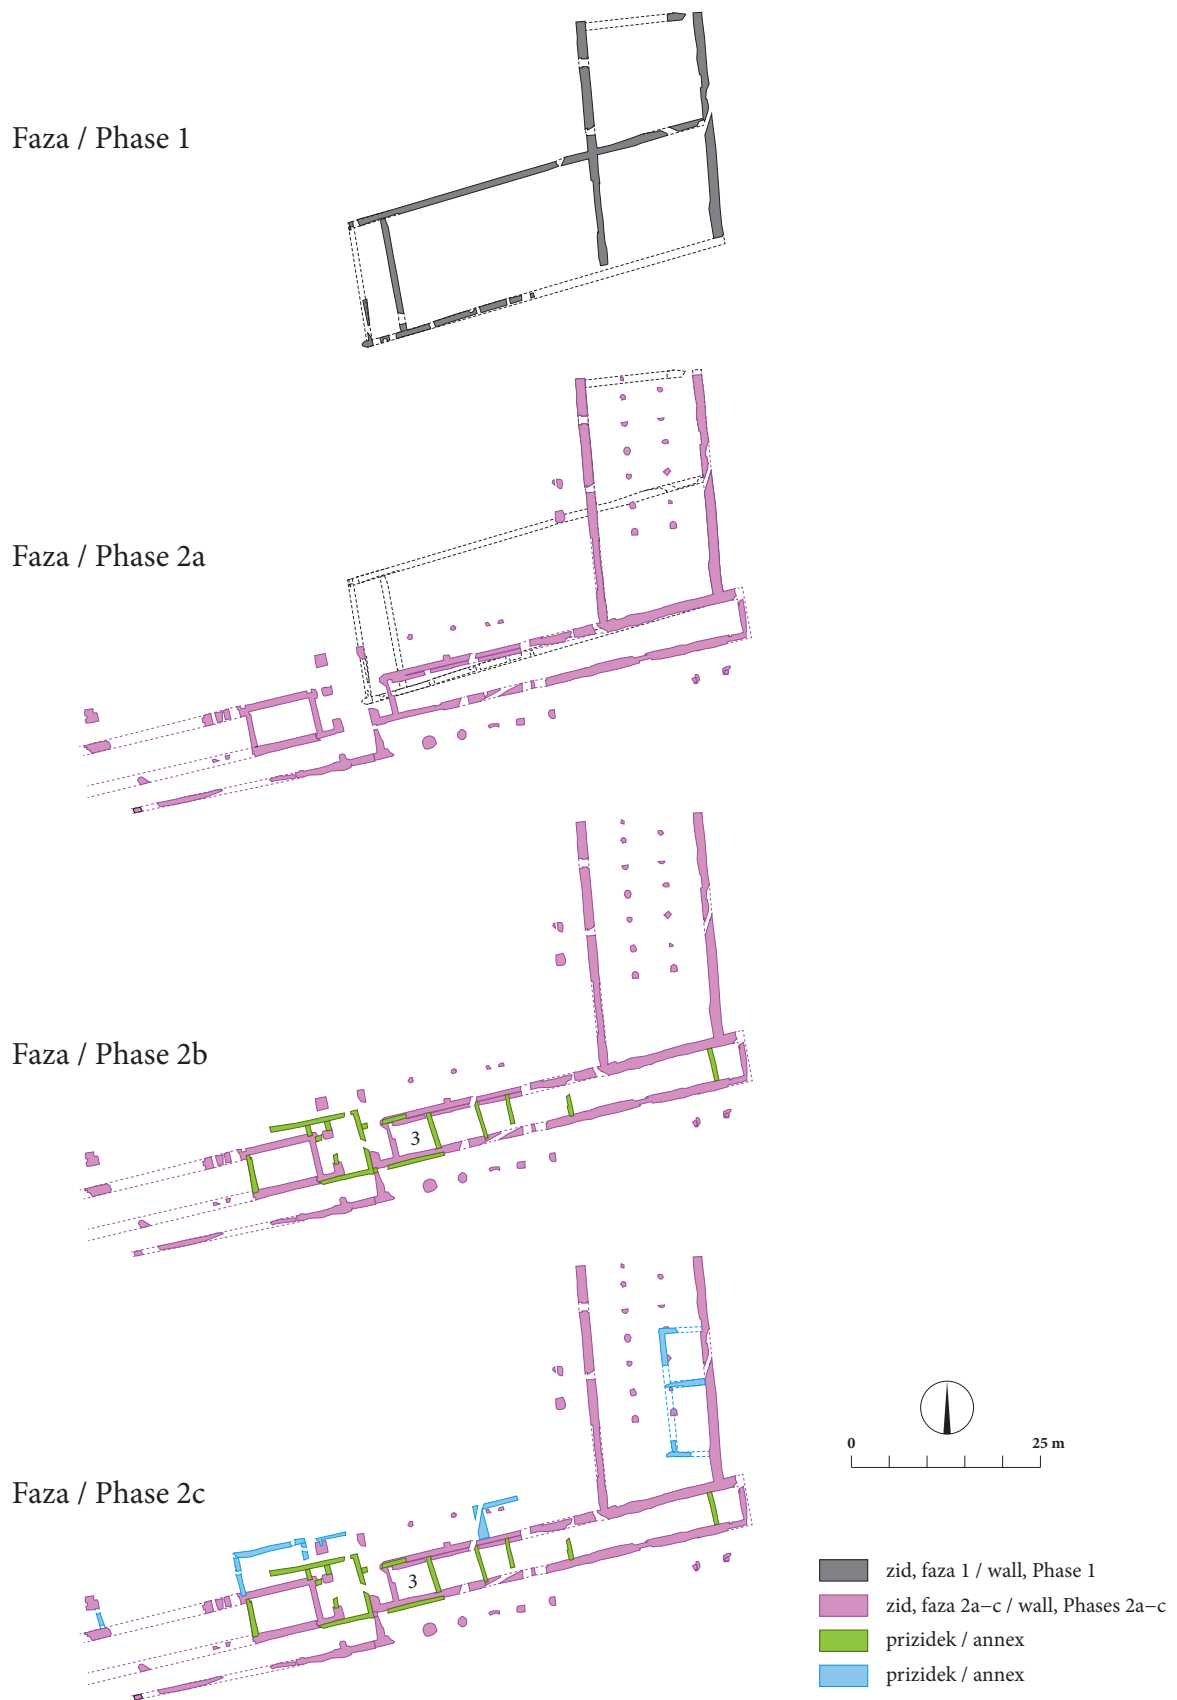 Faza / Phase 1
Faza / Phase 2a
Faza / Phase 2b
3
Faza / Phase 2c
3
0 25 m
zid, faza 1 / wall, Phase 1
zid, faza 2a–c / wall, Phases 2a–c
prizidek / annex
prizidek / annex